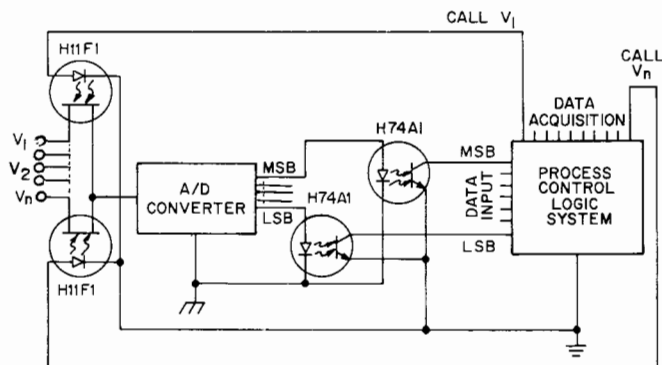 CALL V1
CALL
Vn
H11F1
DATA
ACQUISITION
H74A1
V1
V2
Vn
MSB
A/D
CONVERTER
LSB
H74A1
MSB
DATA
INPUT
LSB
PROCESS
CONTROL
LOGIC
SYSTEM
H11F1